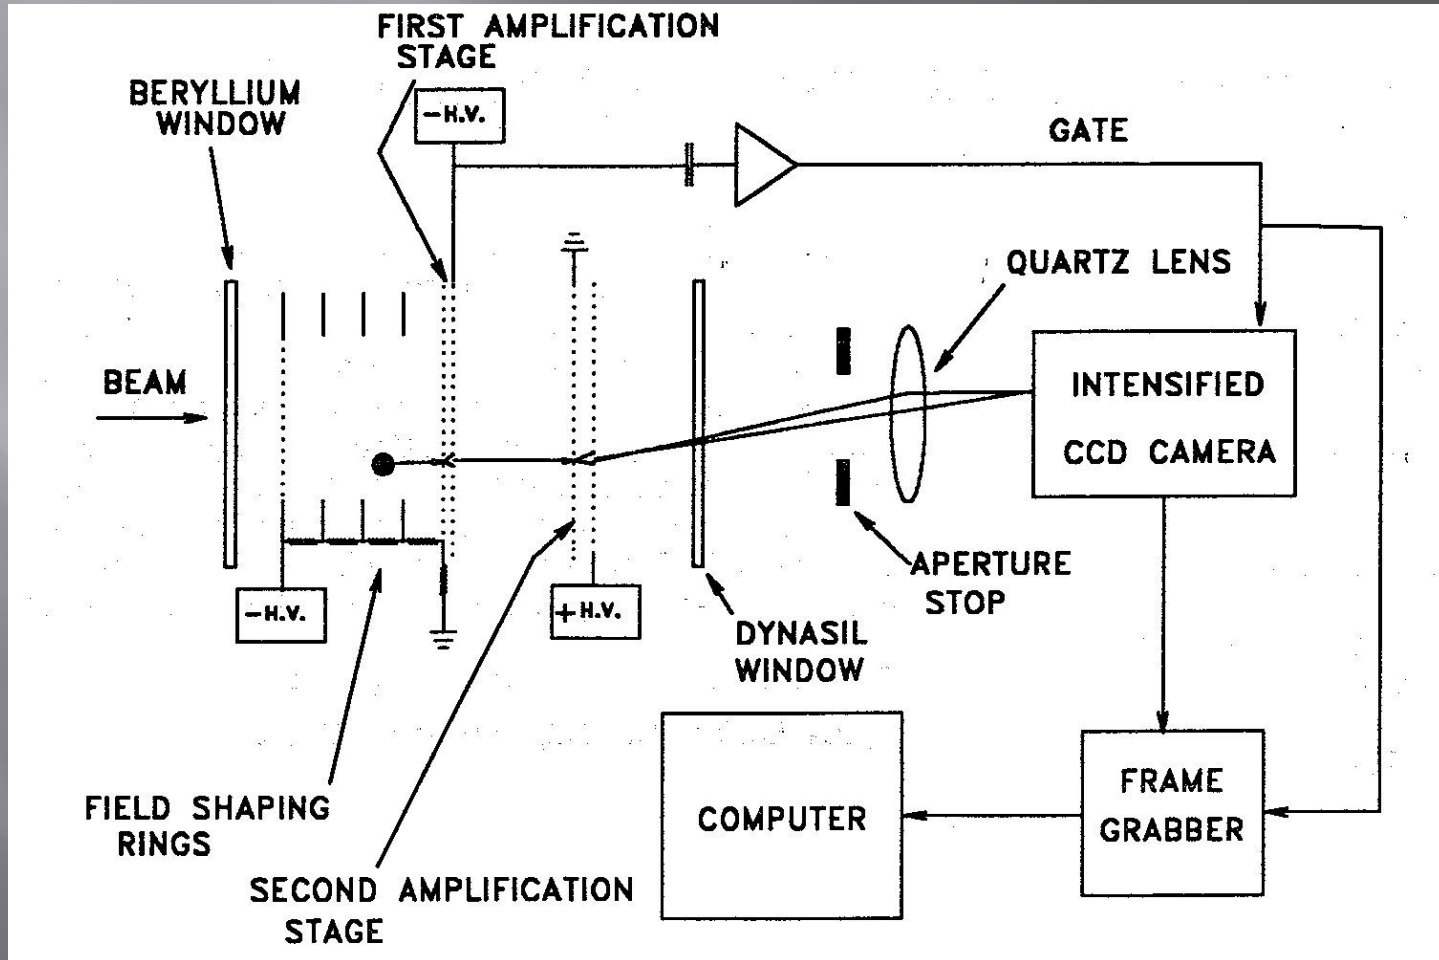 FIRST AMPLIFICATION
STAGE
BERYLLIUM
WINDOW
-H.V.
GATE
QUARTZ LENS
BEAM
INTENSIFIED
CCD CAMERA
APERTURE
STOP
-H.V.
+H.V.
DYNASIL
WINDOW
FIELD SHAPING
RINGS
COMPUTER
FRAME
GRABBER
SECOND AMPLIFICATION
STAGE